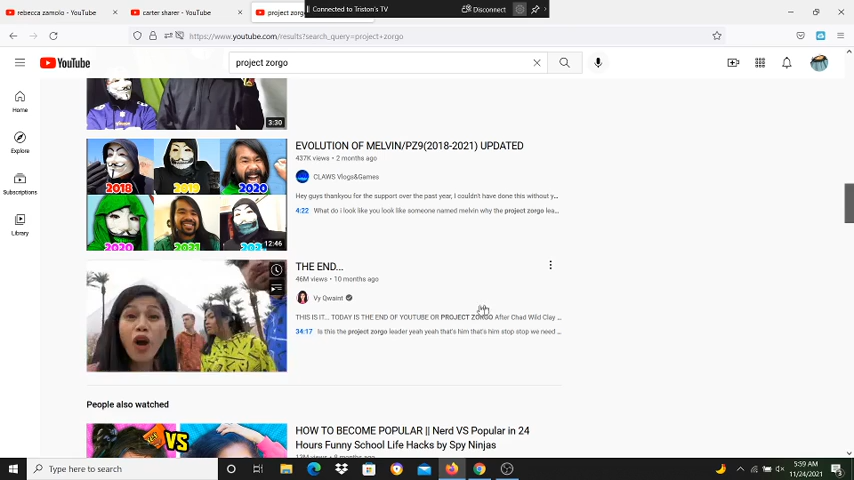 rebecca zamolo - YouTube
carter sharer - YouTube
project zorgo
Connected to Triston's TV
Disconnect
https://www.youtube.com/results?search_query=project+zorgo
YouTube
project zorgo
Home
Explore
Subscriptions
Library
3:30
2018 2019 2020
2020 2021
12:46
EVOLUTION OF MELVIN/PZ9(2018-2021) UPDATED
437K views • 2 months ago
CLAWS Vlogs&Games
Hey guys thankyou for the support over the past year, I couldn't have done this without y...
4:22 What do i look like you look like someone named melvin why the project zorgo lea...
THE END...
46M views • 10 months ago
Vy Qwaint
THIS IS IT... TODAY IS THE END OF YOUTUBE OR PROJECT ZORGO After Chad Wild Clay ...
34:17 Is this the project zorgo leader yeah yeah that's him that's him stop stop we need ...
People also watched
VS
HOW TO BECOME POPULAR || Nerd VS Popular in 24
Hours Funny School Life Hacks by Spy Ninjas
Type here to search
5:59 AM
11/24/2021